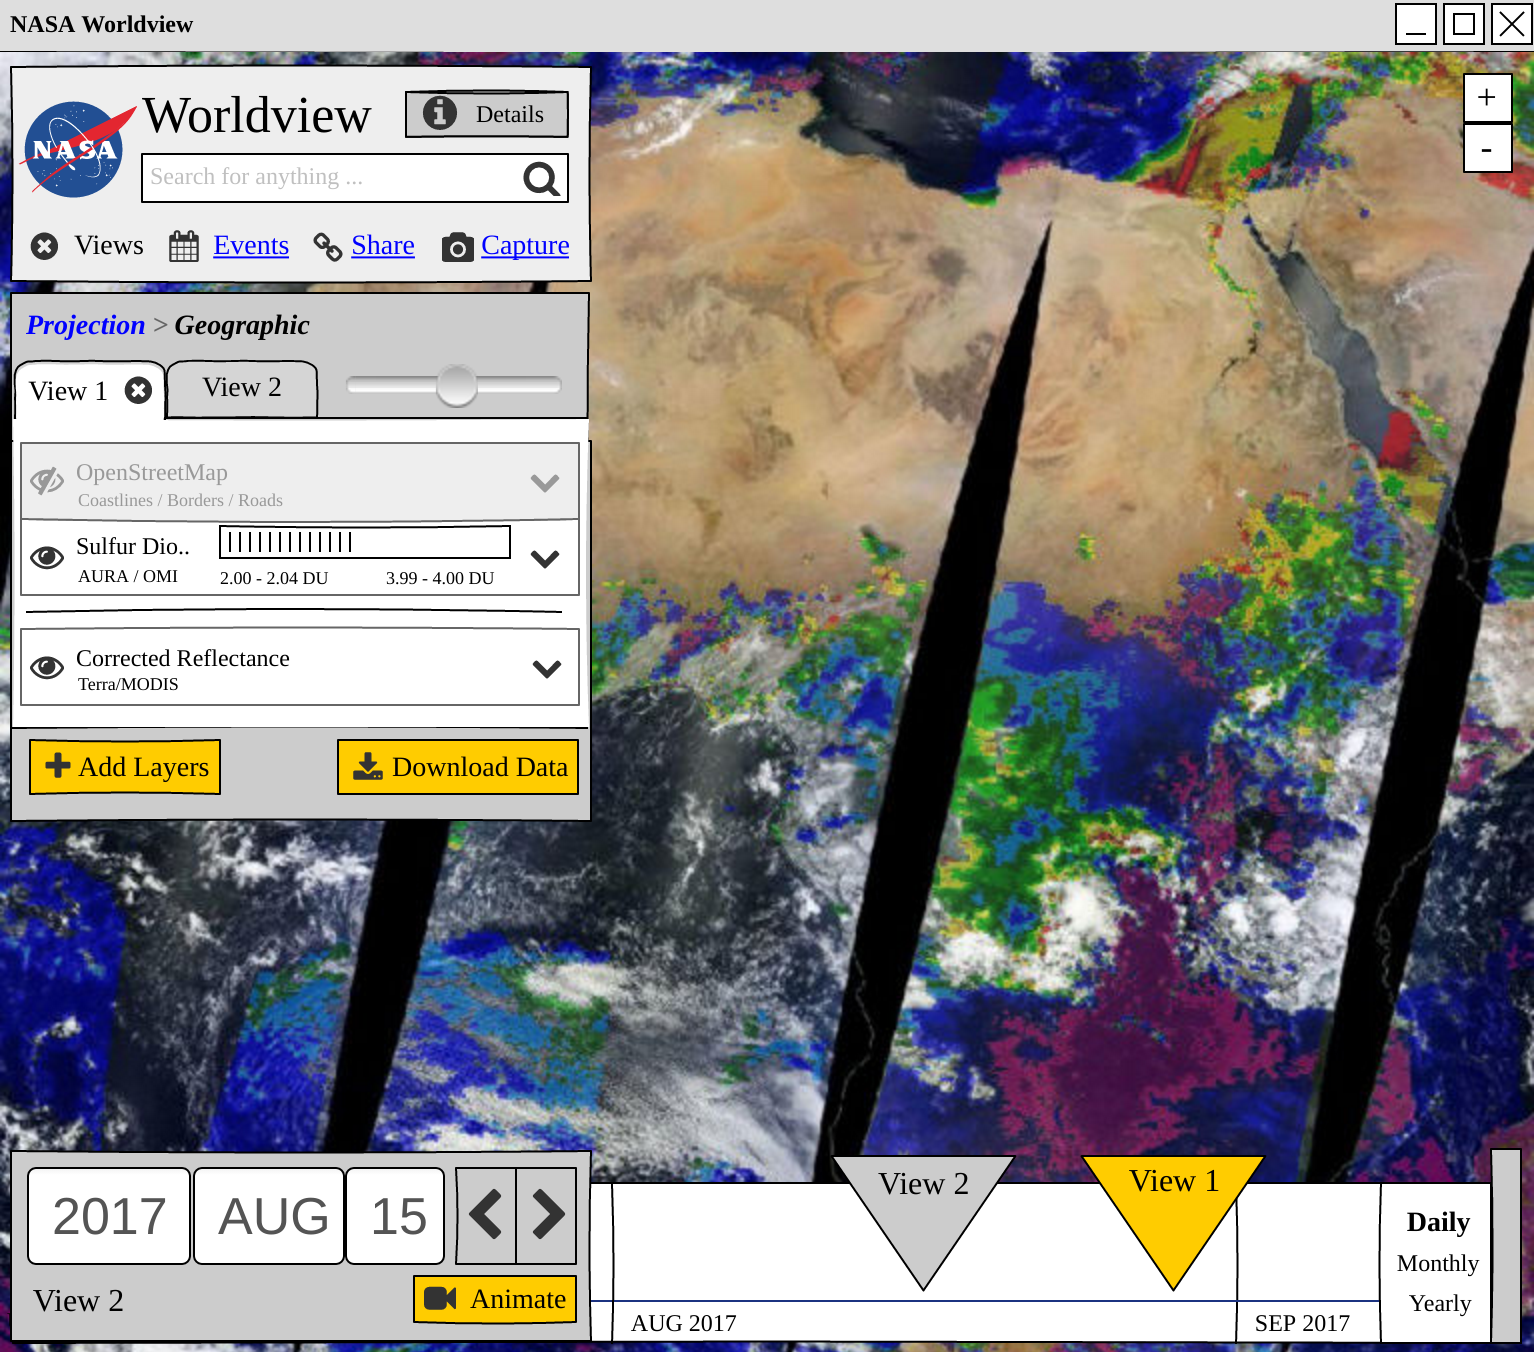 NASA Worldview
+
-
NASA
Worldview
Details
Search for anything ...
Views
Events
Share
Capture
Projection > Geographic
View 1
View 2
OpenStreetMap
Coastlines / Borders / Roads
Sulfur Dio..
AURA / OMI
2.00 - 2.04 DU
3.99 - 4.00 DU
Corrected Reflectance
Terra/MODIS
Add Layers
Download Data
2017
AUG
15
View 2
Animate
View 2
View 1
AUG 2017
SEP 2017
Daily
Monthly
Yearly